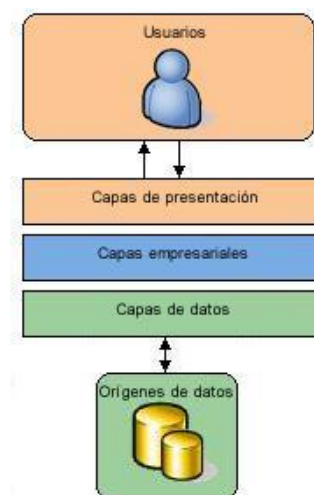 Usuarios
Capas de presentación
Capas empresariales
Capas de datos
Orígenes de datos